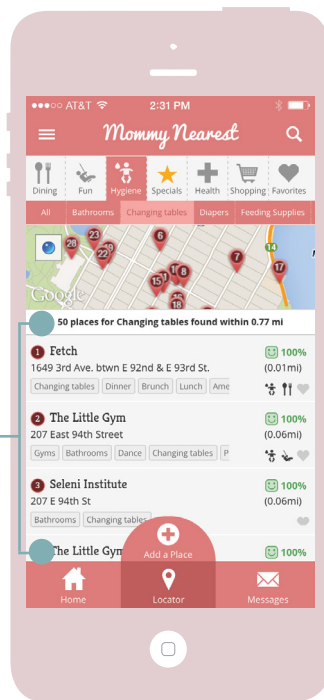 AT&T 2:31 PM
Mommy Nearest
Dining Fun Hygiene Specials Health Shopping Favorites
All Bathrooms Changing tables Diapers Feeding Supplies
23
28
22
6
7
14
17
15
8
16
18
Google
50 places for Changing tables found within 0.77 mi
1 Fetch 100%
1649 3rd Ave. btwn E 92nd & E 93rd St. (0.01mi)
Changing tables Dinner Brunch Lunch Ame
2 The Little Gym 100%
207 East 94th Street (0.06mi)
Gyms Bathrooms Dance Changing tables P
3 Seleni Institute 100%
207 E 94th St (0.06mi)
Bathrooms Changing tables
The Little Gym 100%
Add a Place
Home Locator Messages